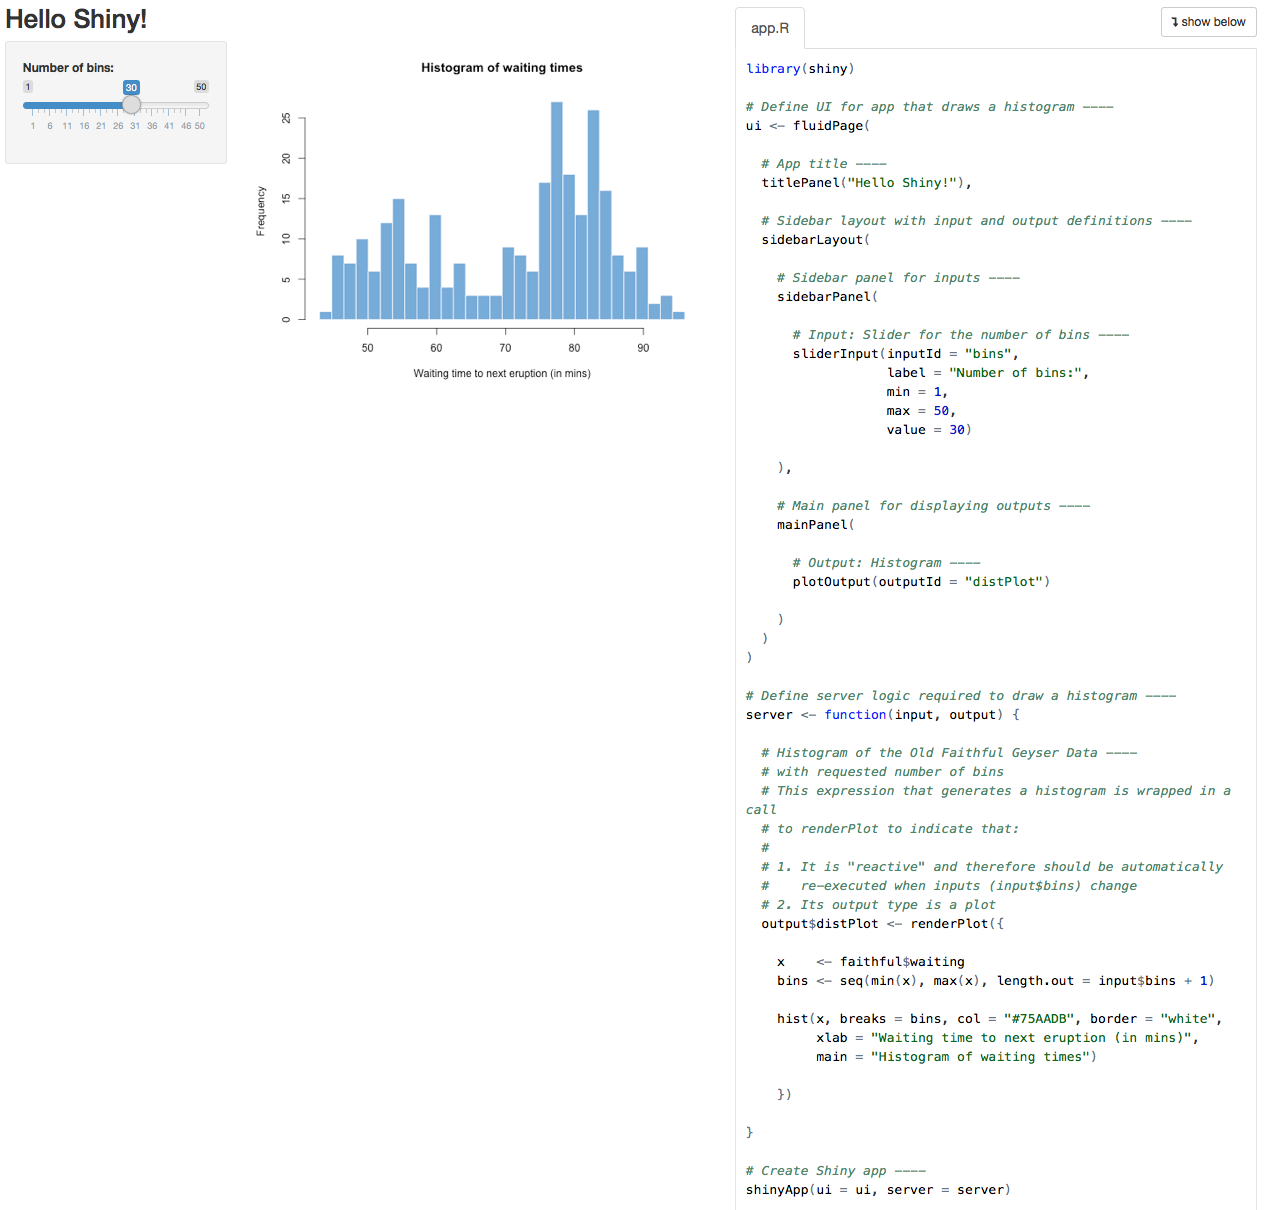 Hello Shiny!
Number of bins:
1 30 50
1 6 11 16 21 26 31 36 41 46 50
Histogram of waiting times
Frequency
25
20
15
10
5
0
50 60 70 80 90
Waiting time to next eruption (in mins)
app.R
show below
library(shiny)
# Define UI for app that draws a histogram ----
ui <- fluidPage(
# App title ----
titlePanel("Hello Shiny!"),
# Sidebar layout with input and output definitions ----
sidebarLayout(
# Sidebar panel for inputs ----
sidebarPanel(
# Input: Slider for the number of bins ----
sliderInput(inputId = "bins",
label = "Number of bins:",
min = 1,
max = 50,
value = 30)
),
# Main panel for displaying outputs ----
mainPanel(
# Output: Histogram ----
plotOutput(outputId = "distPlot")
)
)
)
# Define server logic required to draw a histogram ----
server <- function(input, output) {
# Histogram of the Old Faithful Geyser Data ----
# with requested number of bins
# This expression that generates a histogram is wrapped in a
call
# to renderPlot to indicate that:
#
# 1. It is "reactive" and therefore should be automatically
#    re-executed when inputs (input$bins) change
# 2. Its output type is a plot
output$distPlot <- renderPlot({
x    <- faithful$waiting
bins <- seq(min(x), max(x), length.out = input$bins + 1)
hist(x, breaks = bins, col = "#75AADB", border = "white",
xlab = "Waiting time to next eruption (in mins)",
main = "Histogram of waiting times")
})
}
# Create Shiny app ----
shinyApp(ui = ui, server = server)